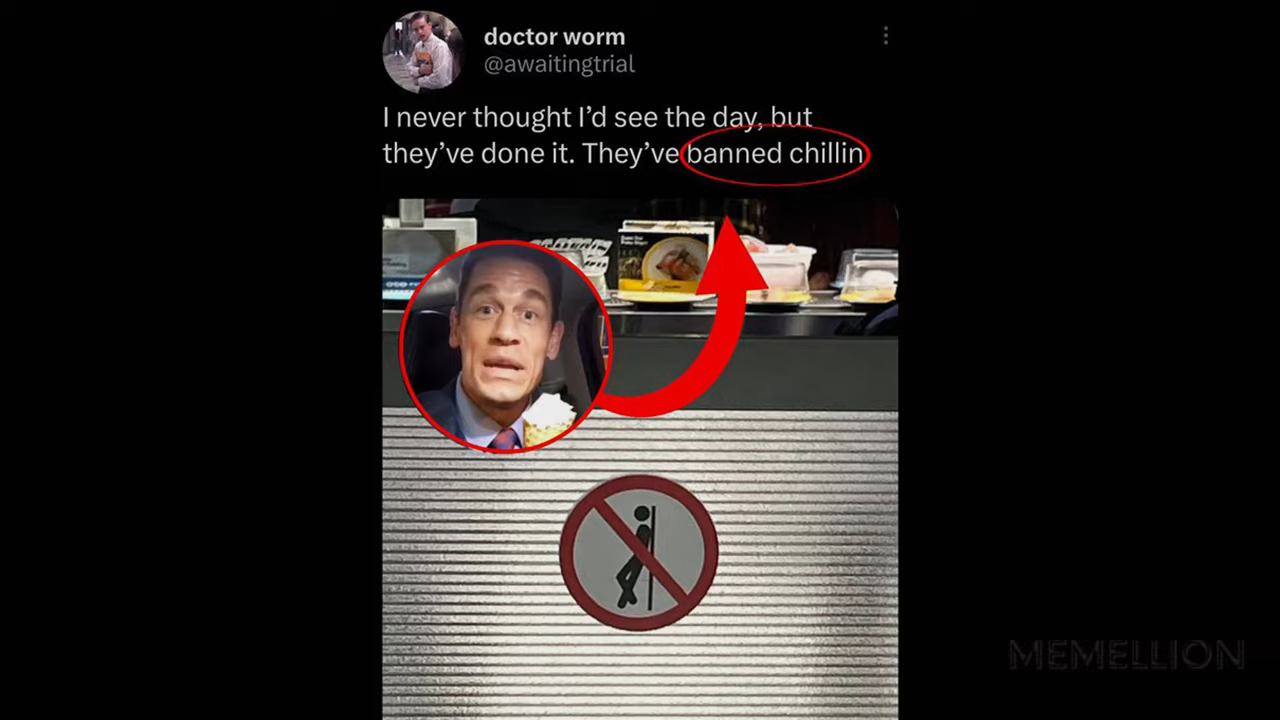 doctor worm
@awaitingtrial
I never thought I'd see the day, but
they've done it. They've banned chillin
MEMELLION